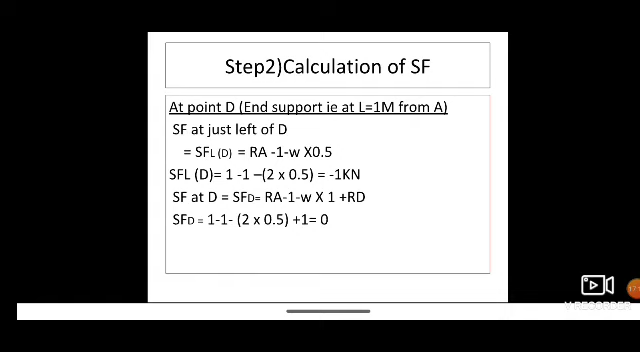 Step2)Calculation of SF
At point D (End support ie at L=1M from A)
SF at just left of D
= SFL (D) = RA -1-w X0.5
SFL (D)= 1 -1 –(2 x 0.5) = -1KN
SF at D = SFD= RA-1-w X 1 +RD
SFD = 1-1- (2 x 0.5) +1= 0
V RECORDER